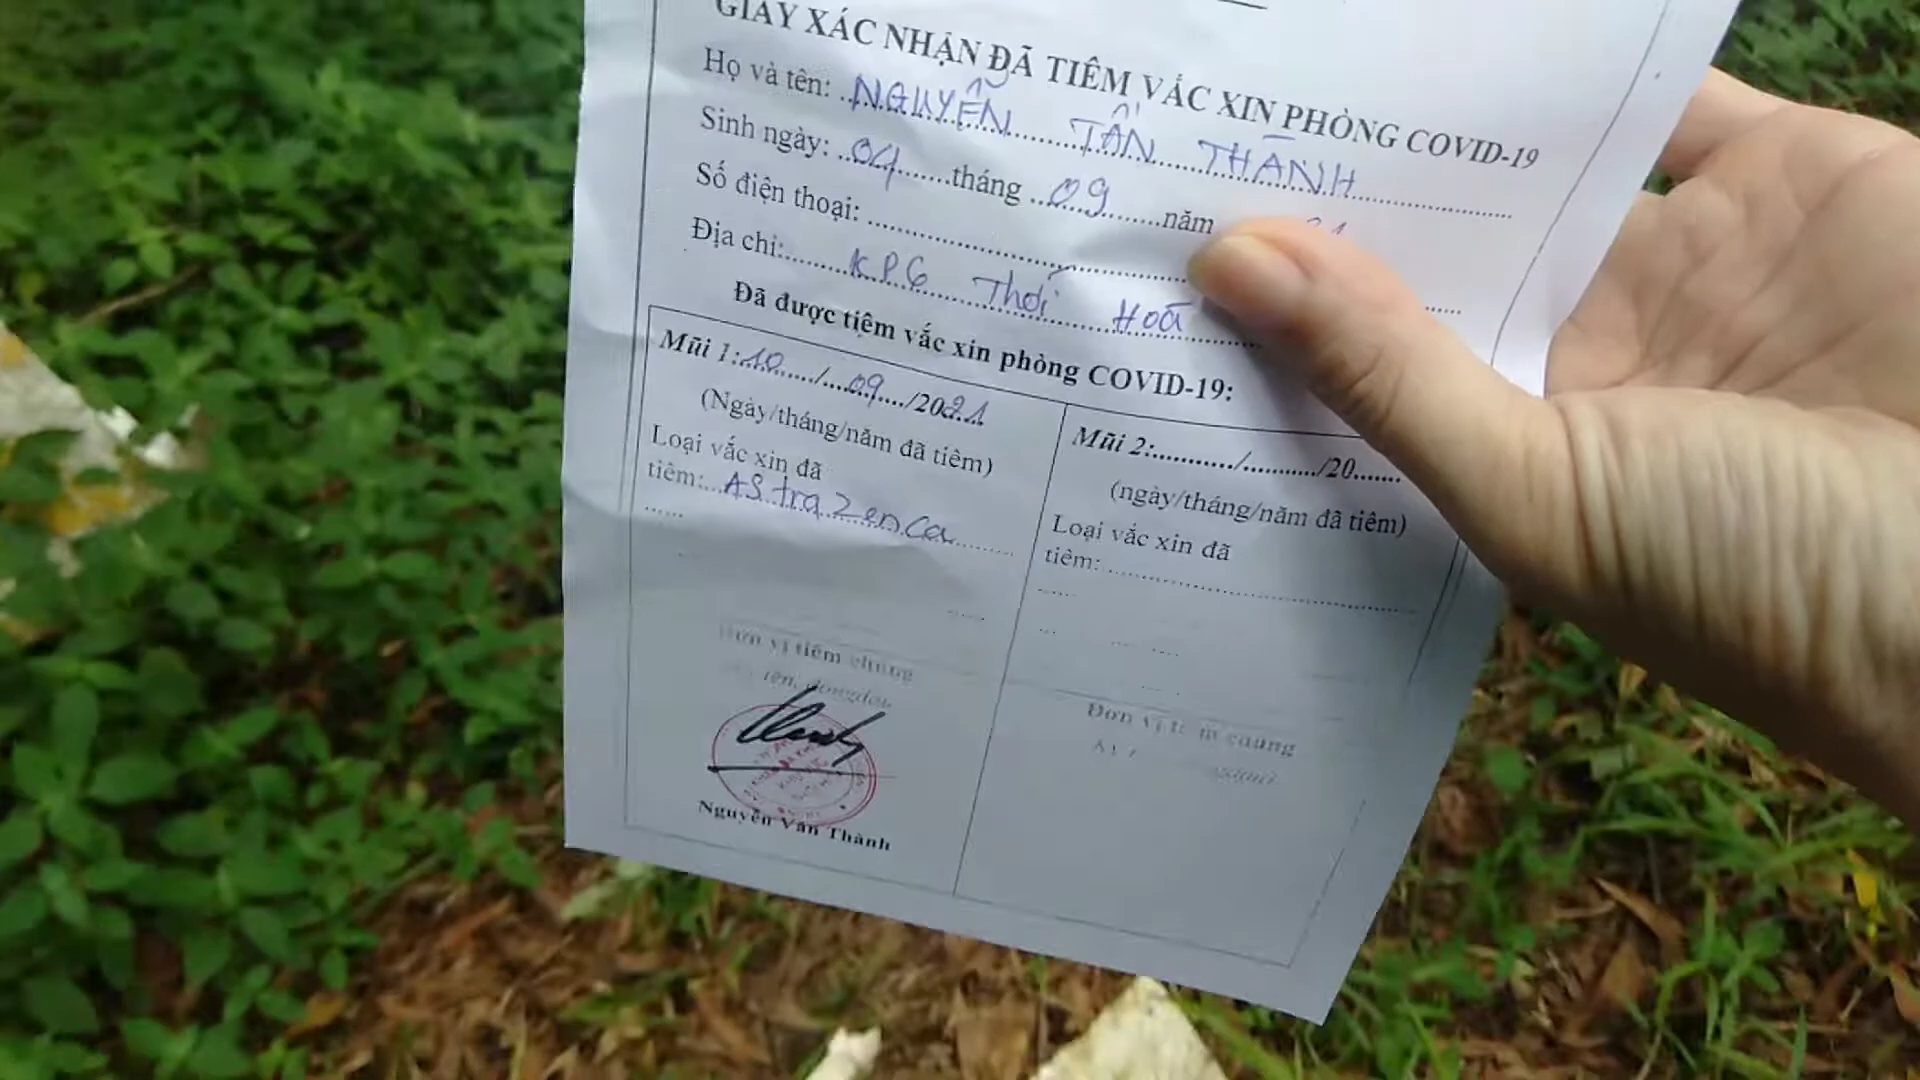 GIẤY XÁC NHẬN ĐÃ TIÊM VẮC XIN PHÒNG COVID-19
Họ và tên: NGUYỄN TẤN THÀNH
Sinh ngày: 04 tháng 09 năm
Số điện thoại:
Địa chỉ: K.P6 Thới Hoà
Đã được tiêm vắc xin phòng COVID-19:
Mũi 1: 10/09/2021
(Ngày/tháng/năm đã tiêm)
Loại vắc xin đã
tiêm: AStraZenCa
Đơn vị tiêm chủng
Nguyễn Văn Thành
Mũi 2:........../........../20.......
(ngày/tháng/năm đã tiêm)
Loại vắc xin đã
tiêm:
Đơn vị